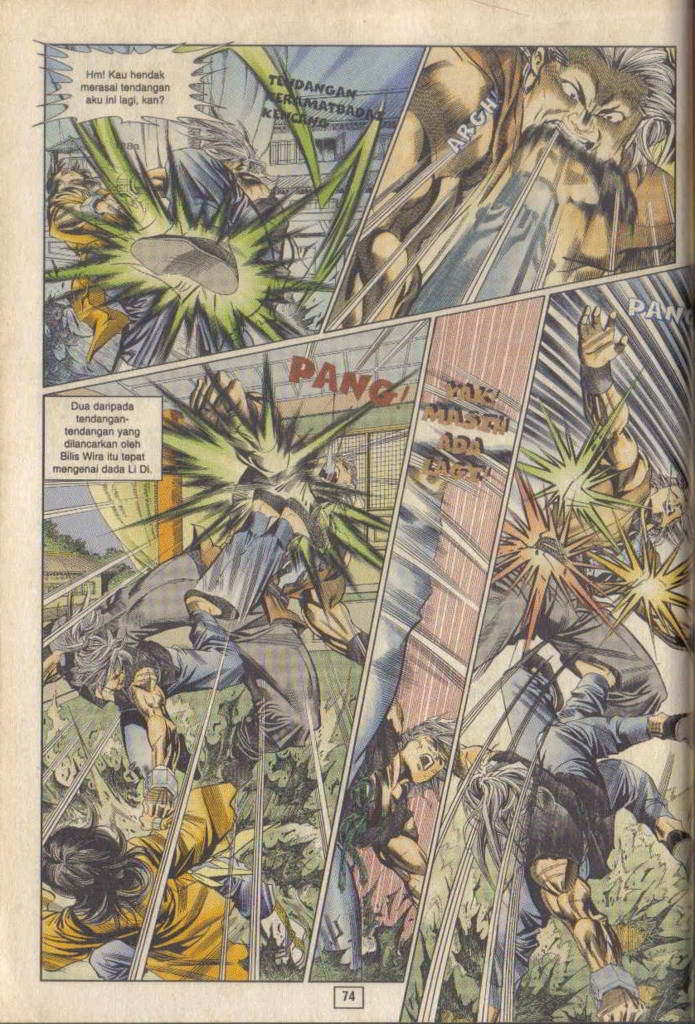 Hm! Kau hendak
merasai tendangan
aku ini lagi, kan?
TENDANGAN
KERAMATBADAI
KENCANG
ARGH!
Dua daripada
tendangan-
tendangan yang
dilancarkan oleh
Bilis Wira itu tepat
mengenai dada Li Di.
PANG!
YAK!
MASIH
ADA
LAGI!
PANG
74